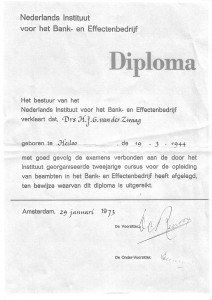 Nederlands Instituut
voor het Bank- en Effectenbedrijf
Diploma
Het bestuur van het
Nederlands Instituut voor het Bank- en Effectenbedrijf
verklaart dat Drs H.J.G. van der Zwaag
geboren te Heiloo 19 - 3 - 1944
met goed gevolg de examens verbonden aan de door het
instituut georganiseerde tweejarige cursus voor de opleiding
van beambten in het Bank- en Effectenbedrijf heeft afgelegd,
ten bewijze waarvan dit diploma is uitgereikt.
Amsterdam, 29 januari 1973
De Voorzitter,
De Onder-Voorzitter,